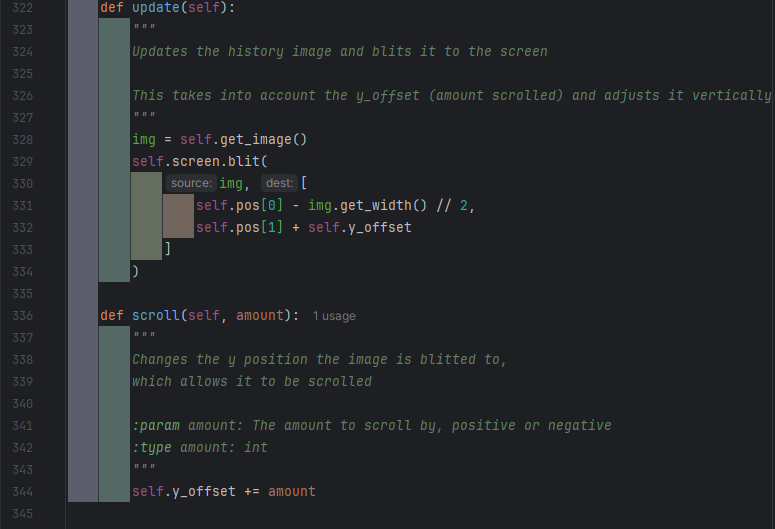 322 def update(self):
323 """
324 Updates the history image and blits it to the screen
325
326 This takes into account the y_offset (amount scrolled) and adjusts it vertically
327 """
328 img = self.get_image()
329 self.screen.blit(
330 source: img, dest: [
331 self.pos[0] - img.get_width() // 2,
332 self.pos[1] + self.y_offset
333 ]
334 )
335
336 def scroll(self, amount): 1 usage
337 """
338 Changes the y position the image is blitted to,
339 which allows it to be scrolled
340
341 :param amount: The amount to scroll by, positive or negative
342 :type amount: int
343 """
344 self.y_offset += amount
345